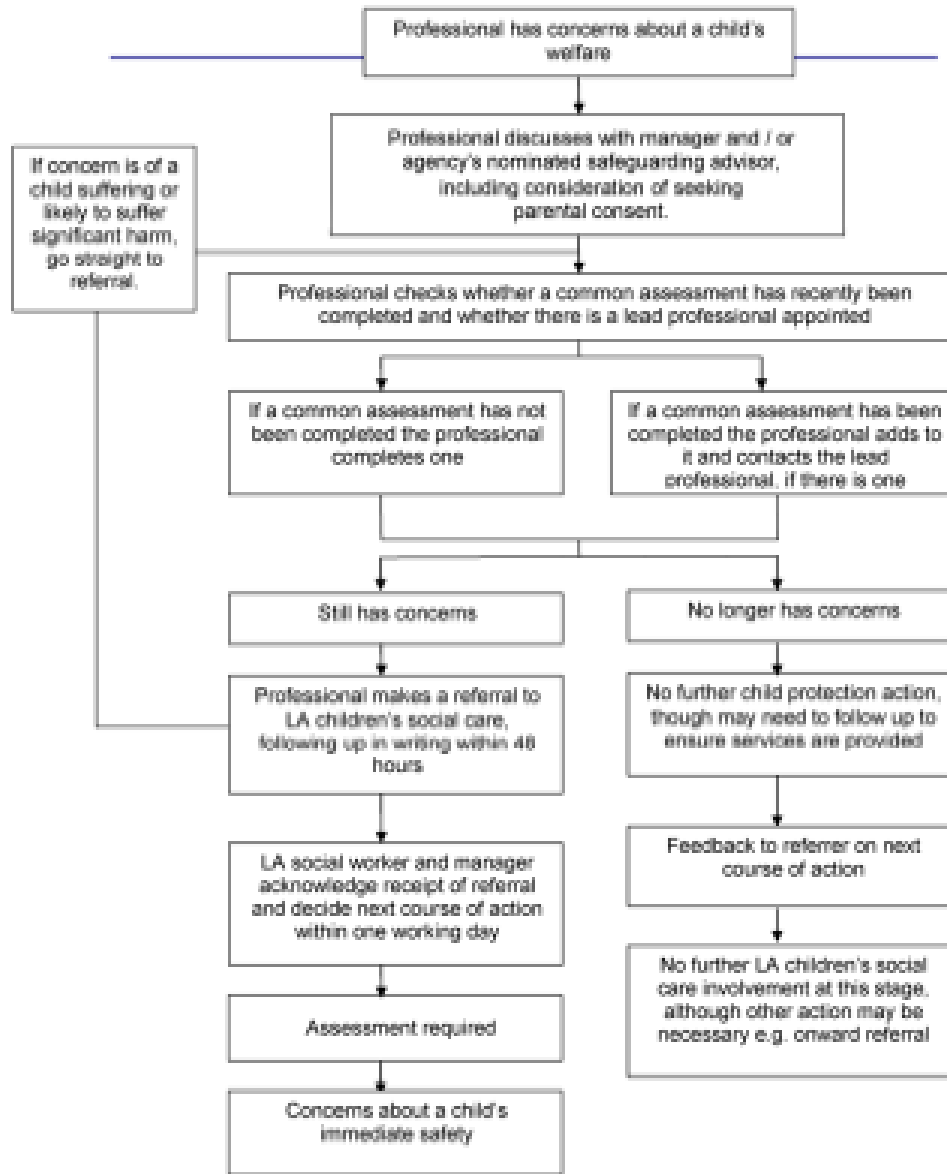 Professional has concerns about a child's
welfare
Professional discusses with manager and / or
agency's nominated safeguarding advisor,
including consideration of seeking
parental consent.
If concern is of a
child suffering or
likely to suffer
significant harm,
go straight to
referral.
Professional checks whether a common assessment has recently been
completed and whether there is a lead professional appointed
If a common assessment has not
been completed the professional
completes one
If a common assessment has been
completed the professional adds to
it and contacts the lead
professional, if there is one
Still has concerns
No longer has concerns
Professional makes a referral to
LA children's social care,
following up in writing within 48
hours
No further child protection action,
though may need to follow up to
ensure services are provided
LA social worker and manager
acknowledge receipt of referral
and decide next course of action
within one working day
Feedback to referrer on next
course of action
Assessment required
No further LA children's social
care involvement at this stage,
although other action may be
necessary e.g. onward referral
Concerns about a child's
immediate safety